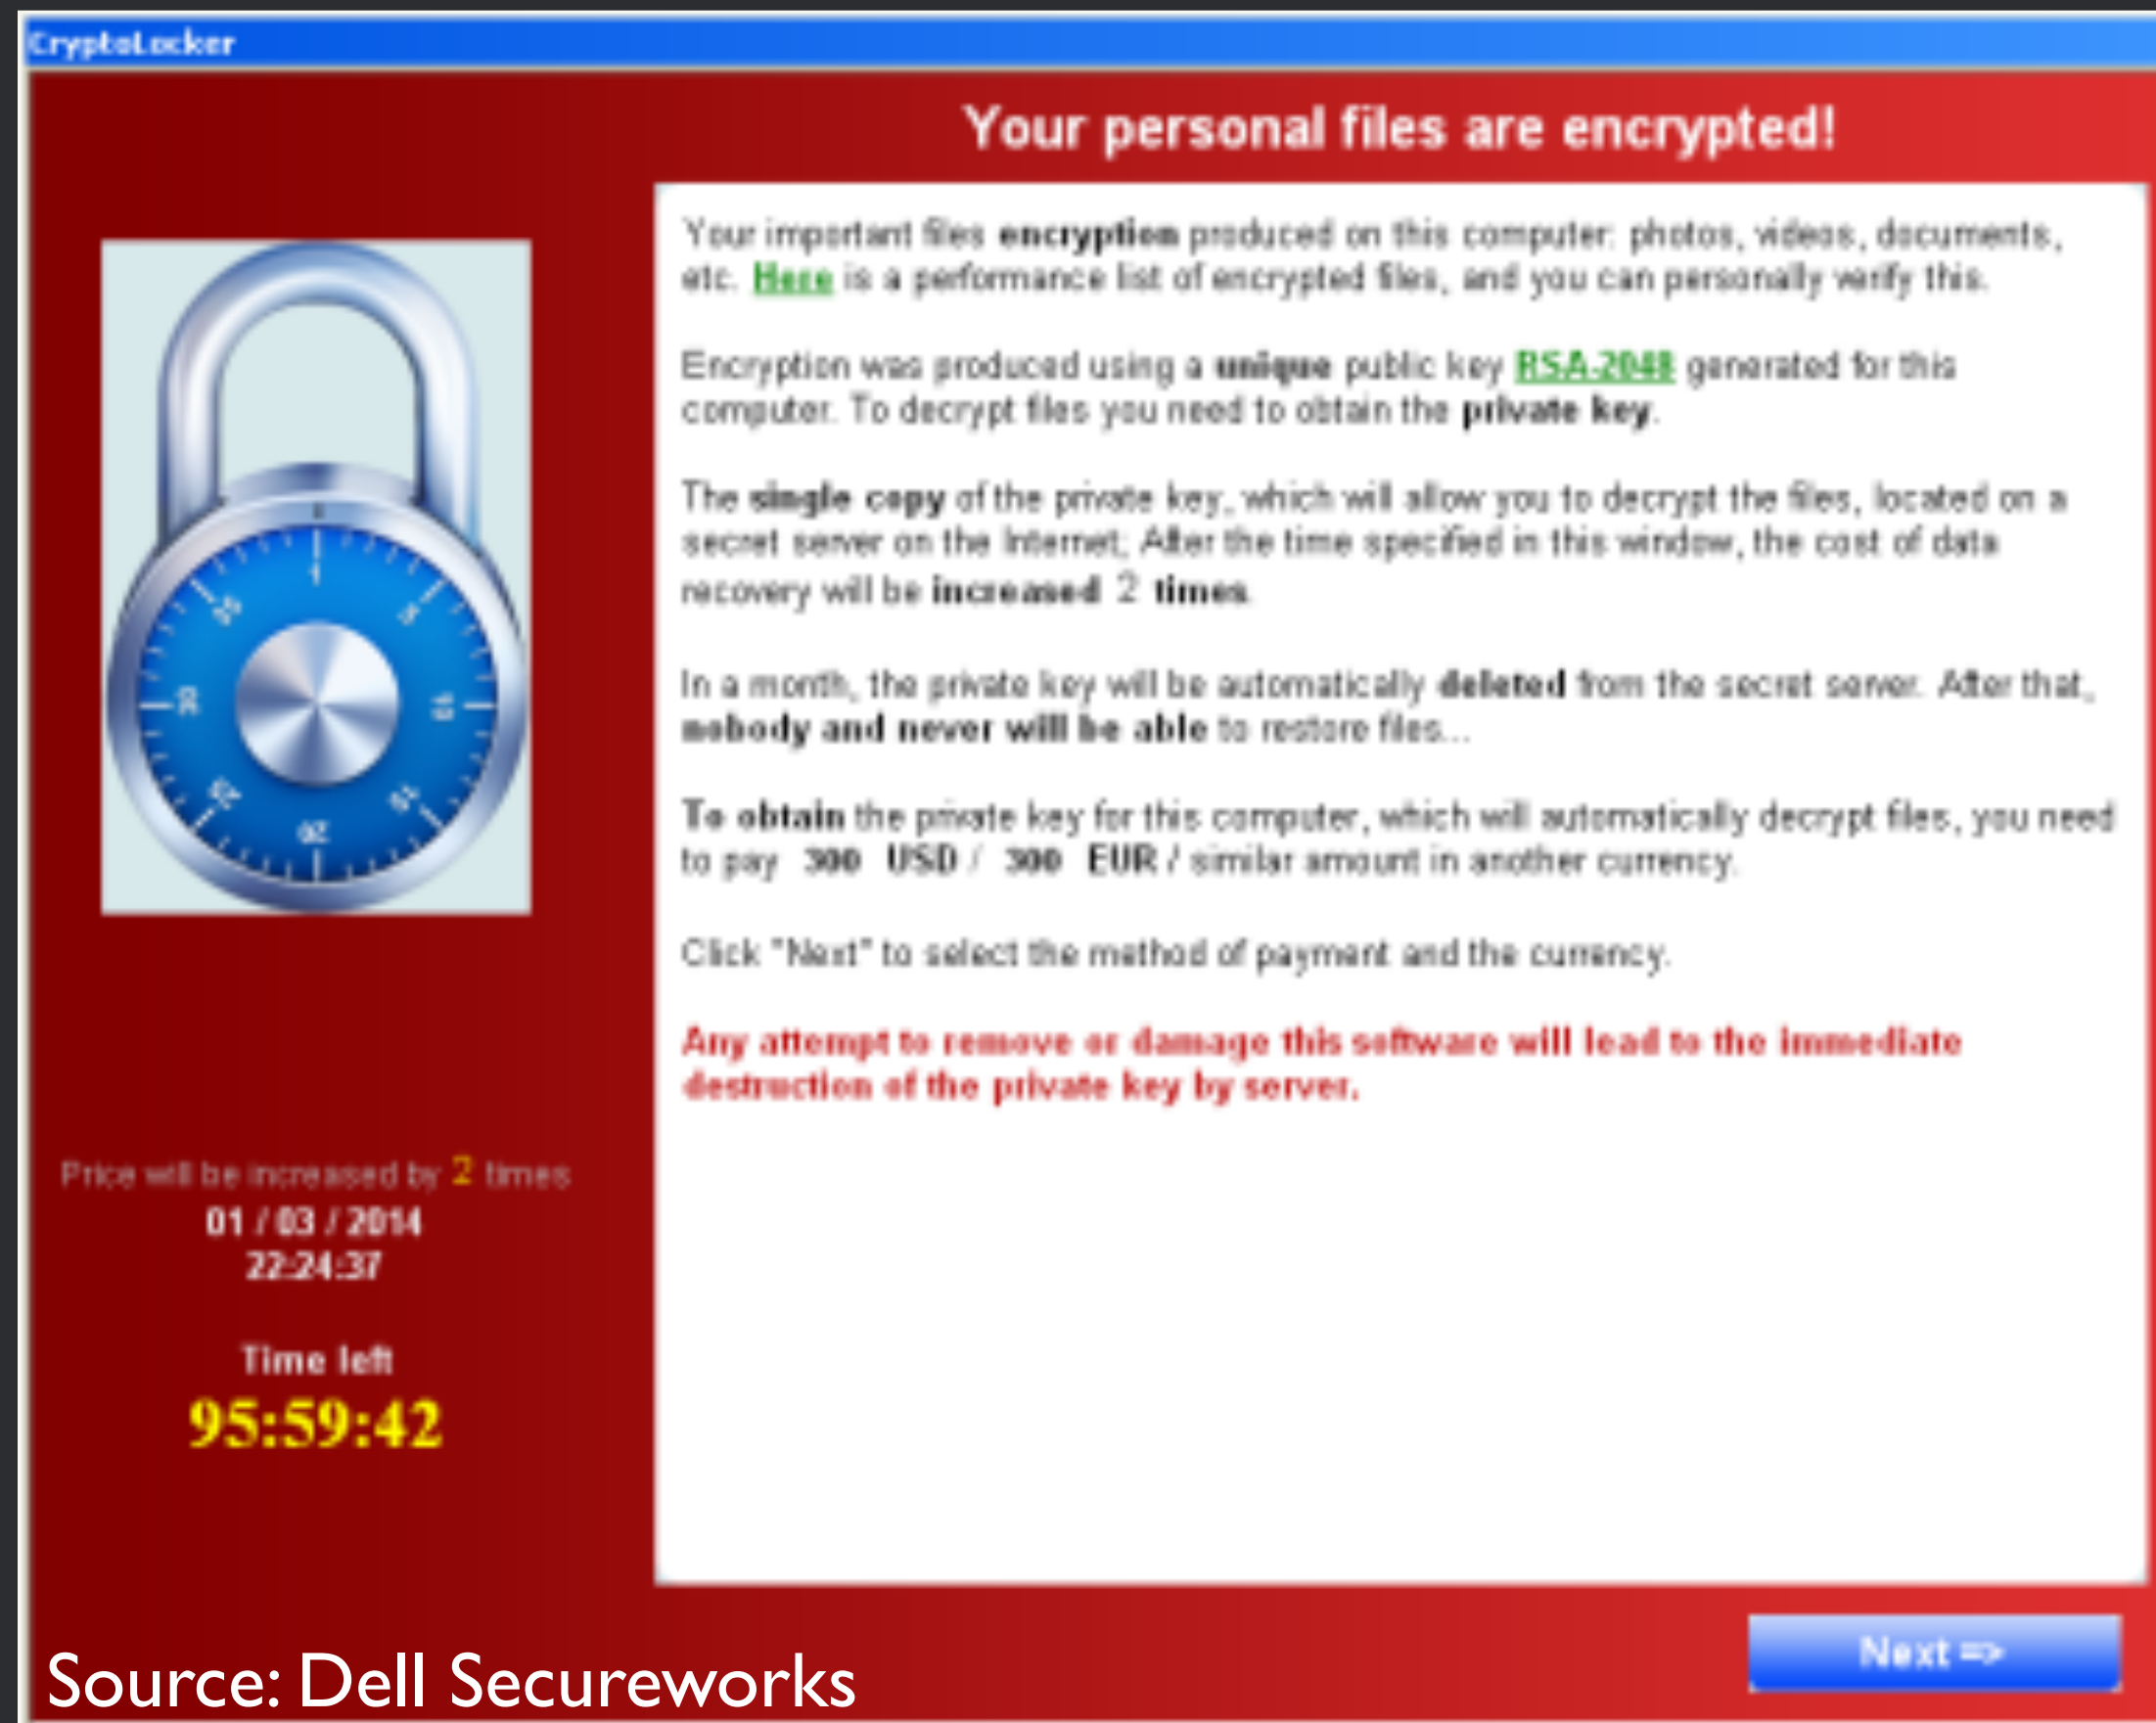 CryptoLocker
Your personal files are encrypted!
Your important files encryption produced on this computer: photos, videos, documents,
etc. Here is a performance list of encrypted files, and you can personally verify this.
Encryption was produced using a unique public key RSA-2048 generated for this
computer. To decrypt files you need to obtain the private key.
The single copy of the private key, which will allow you to decrypt the files, located on a
secret server on the Internet; After the time specified in this window, the cost of data
recovery will be increased 2 times.
In a month, the private key will be automatically deleted from the secret server. After that,
nobody and never will be able to restore files...
To obtain the private key for this computer, which will automatically decrypt files, you need
to pay 300 USD / 300 EUR / similar amount in another currency.
Click "Next" to select the method of payment and the currency.
Any attempt to remove or damage this software will lead to the immediate
destruction of the private key by server.
Price will be increased by 2 times
01 / 03 / 2014
22:24:37
Time left
95:59:42
Next =>
Source: Dell Secureworks